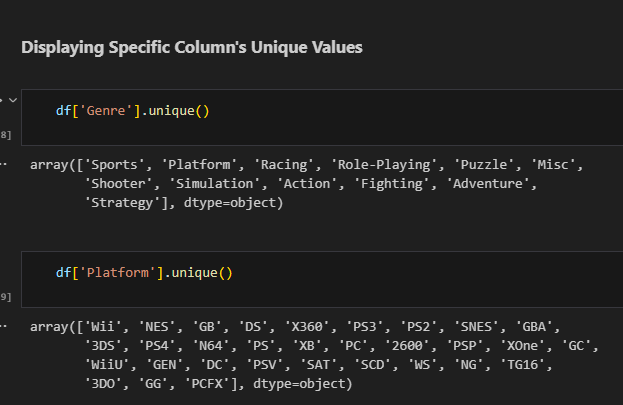 Displaying Specific Column's Unique Values
df['Genre'].unique()
8]
array(['Sports', 'Platform', 'Racing', 'Role-Playing', 'Puzzle', 'Misc',
'Shooter', 'Simulation', 'Action', 'Fighting', 'Adventure',
'Strategy'], dtype=object)
df['Platform'].unique()
9]
array(['Wii', 'NES', 'GB', 'DS', 'X360', 'PS3', 'PS2', 'SNES', 'GBA',
'3DS', 'PS4', 'N64', 'PS', 'XB', 'PC', '2600', 'PSP', 'XOne', 'GC',
'WiiU', 'GEN', 'DC', 'PSV', 'SAT', 'SCD', 'WS', 'NG', 'TG16',
'3DO', 'GG', 'PCFX'], dtype=object)